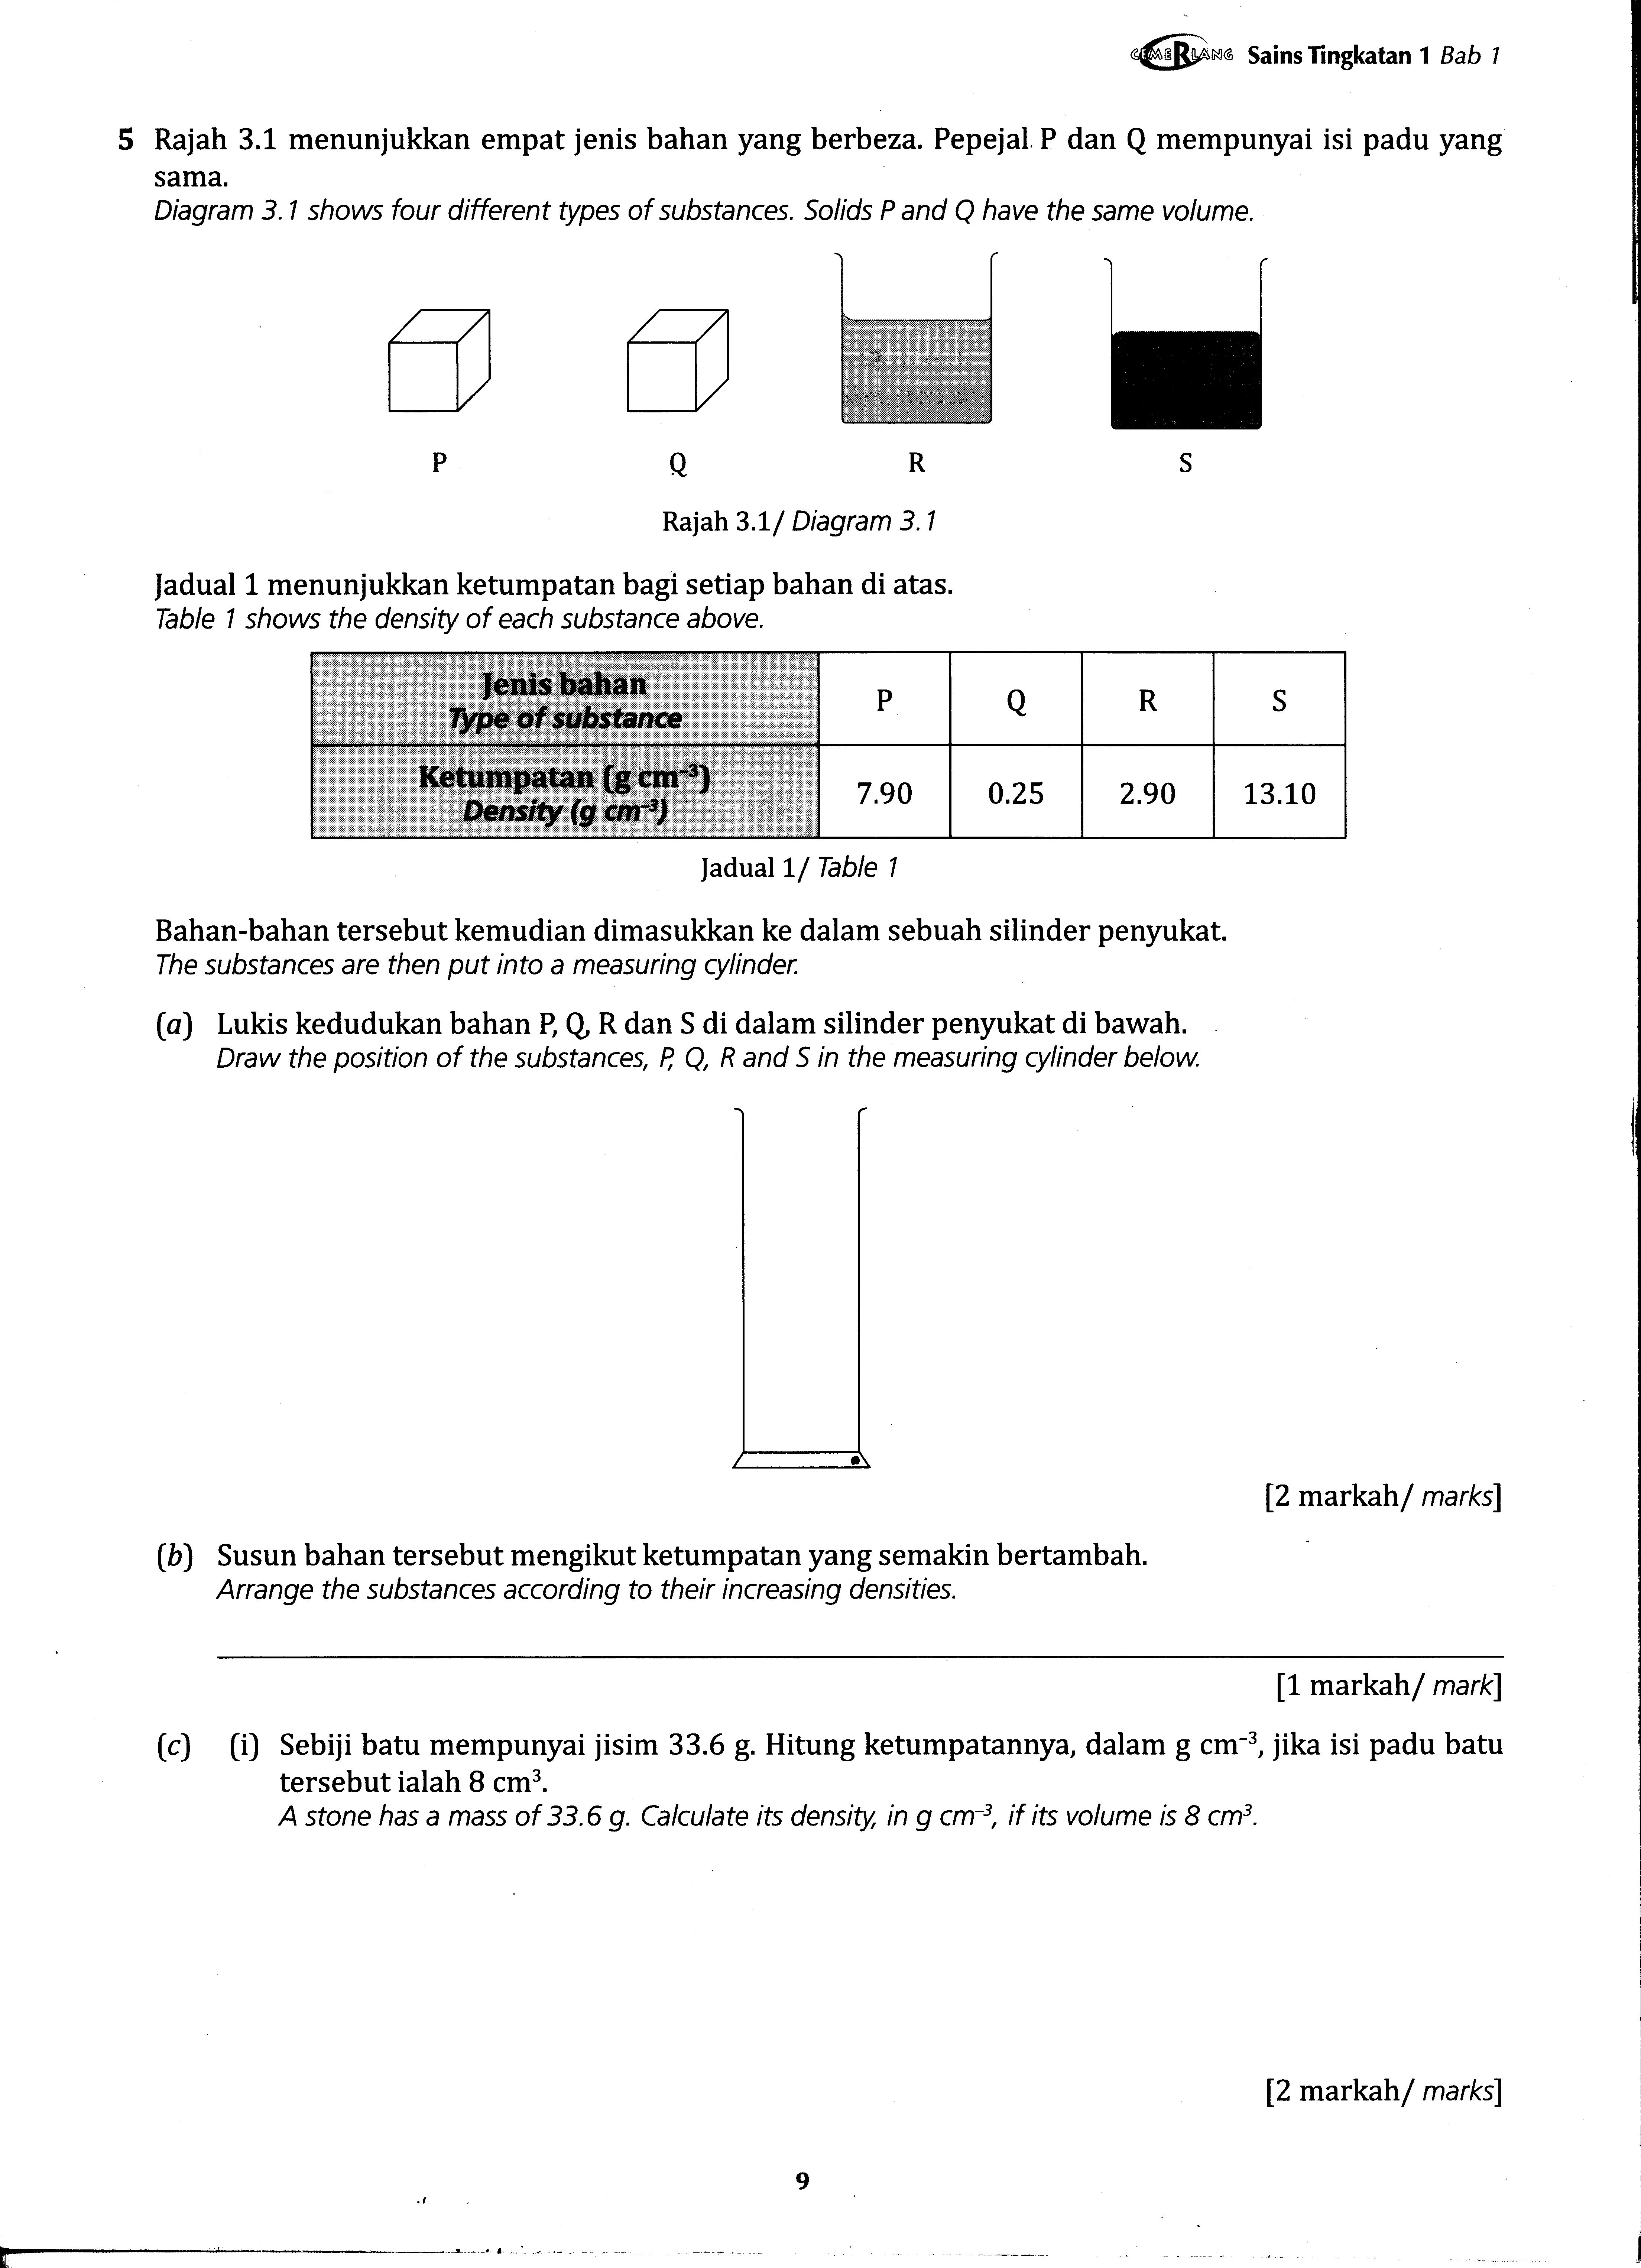 CEMERLANG Sains Tingkatan 1 Bab 1
5 Rajah 3.1 menunjukkan empat jenis bahan yang berbeza. Pepejal P dan Q mempunyai isi padu yang
sama.
Diagram 3.1 shows four different types of substances. Solids P and Q have the same volume.
P Q R S
Rajah 3.1/ Diagram 3.1
Jadual 1 menunjukkan ketumpatan bagi setiap bahan di atas.
Table 1 shows the density of each substance above.
Jenis bahan
Type of substance
P Q R S
Ketumpatan (g cm⁻³)
Density (g cm⁻³)
7.90 0.25 2.90 13.10
Jadual 1/ Table 1
Bahan-bahan tersebut kemudian dimasukkan ke dalam sebuah silinder penyukat.
The substances are then put into a measuring cylinder.
(a) Lukis kedudukan bahan P, Q, R dan S di dalam silinder penyukat di bawah.
Draw the position of the substances, P, Q, R and S in the measuring cylinder below.
[2 markah/ marks]
(b) Susun bahan tersebut mengikut ketumpatan yang semakin bertambah.
Arrange the substances according to their increasing densities.
[1 markah/ mark]
(c) (i) Sebiji batu mempunyai jisim 33.6 g. Hitung ketumpatannya, dalam g cm⁻³, jika isi padu batu
tersebut ialah 8 cm³.
A stone has a mass of 33.6 g. Calculate its density, in g cm⁻³, if its volume is 8 cm³.
[2 markah/ marks]
9